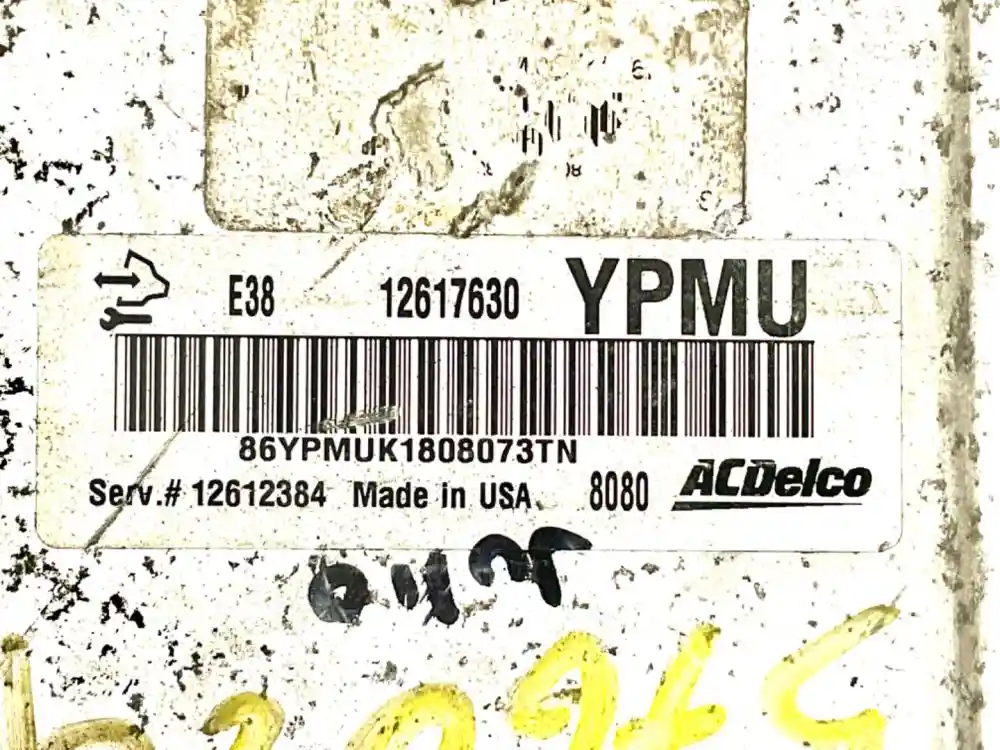 E38 12617630 YPMU
86YPMUK1808073TN
Serv.# 12612384 Made in USA 8080 ACDelco